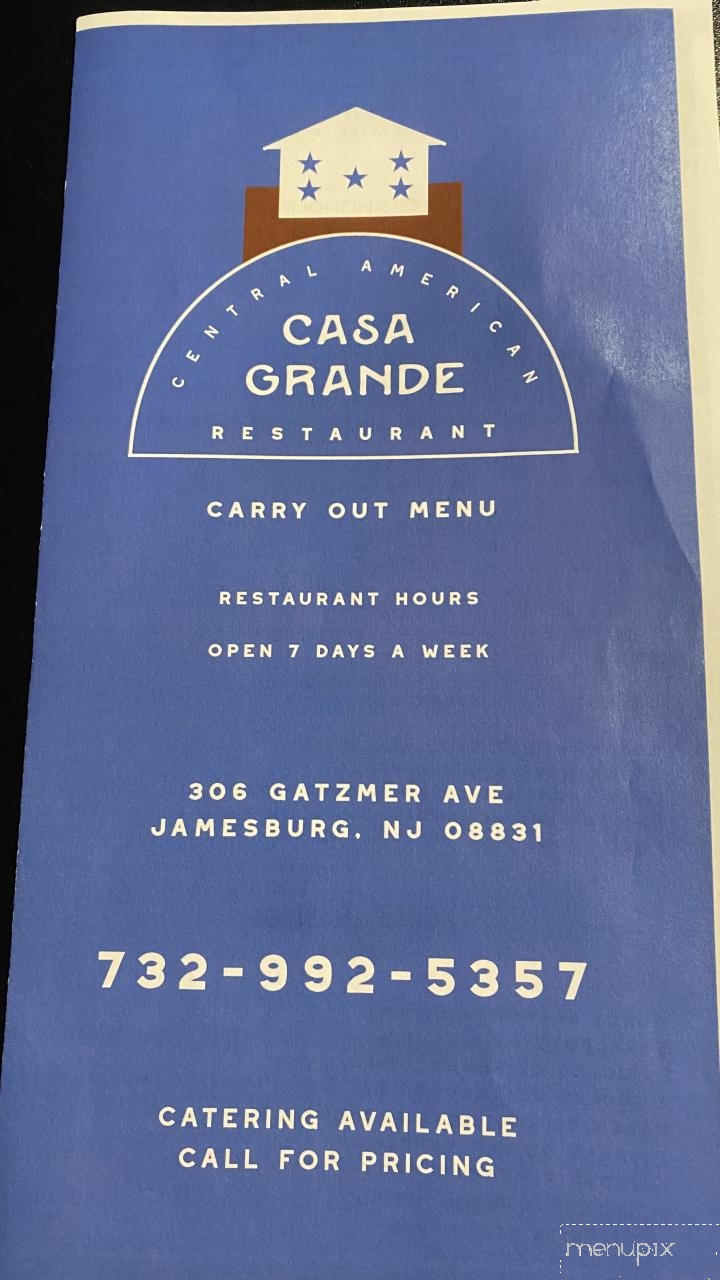 CENTRAL AMERICAN
CASA
GRANDE
RESTAURANT
CARRY OUT MENU
RESTAURANT HOURS
OPEN 7 DAYS A WEEK
306 GATZMER AVE
JAMESBURG, NJ 08831
732-992-5357
CATERING AVAILABLE
CALL FOR PRICING
menupix